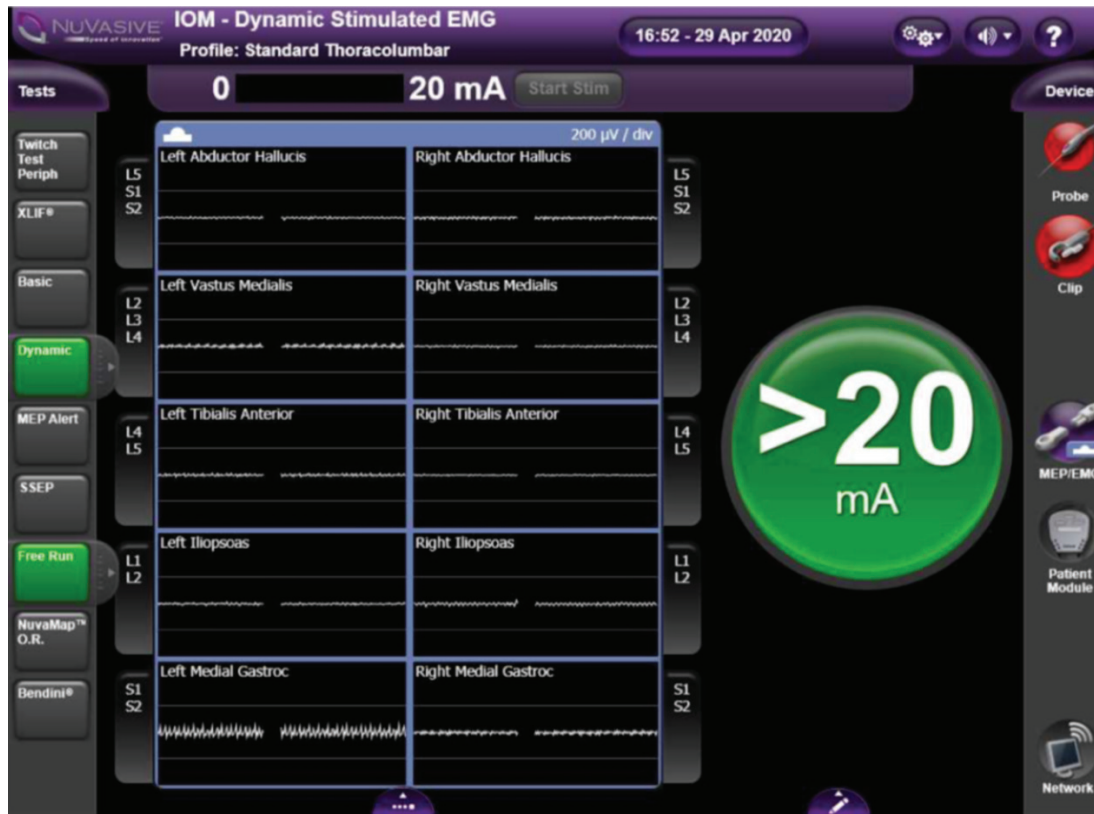 NUVASIVE
Speed of Innovation
IOM - Dynamic Stimulated EMG
Profile: Standard Thoracolumbar
16:52 - 29 Apr 2020
?
Tests
0
20 mA
Start Stim
Device
200 µV / div
Twitch
Test
Periph
XLIF®
Basic
Dynamic
MEP Alert
SSEP
Free Run
NuvaMap™
O.R.
Bendini®
L5
S1
S2
Left Abductor Hallucis
Right Abductor Hallucis
L5
S1
S2
L2
L3
L4
Left Vastus Medialis
Right Vastus Medialis
L2
L3
L4
L4
L5
Left Tibialis Anterior
Right Tibialis Anterior
L4
L5
L1
L2
Left Iliopsoas
Right Iliopsoas
L1
L2
S1
S2
Left Medial Gastroc
Right Medial Gastroc
S1
S2
>20
mA
Probe
Clip
MEP/EMG
Patient
Module
Network